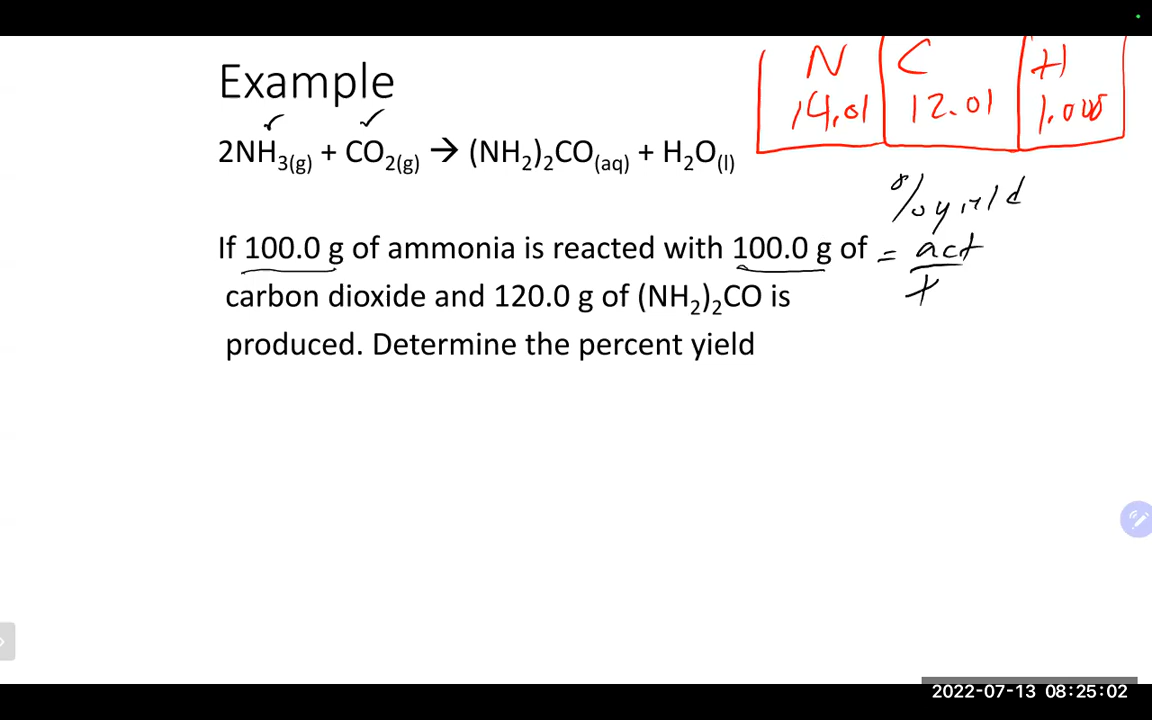 N C H
14.01 12.01 1.008
Example
2NH3(g) + CO2(g) → (NH2)2CO(aq) + H2O(l)
% yield
= act
t
If 100.0 g of ammonia is reacted with 100.0 g of
carbon dioxide and 120.0 g of (NH2)2CO is
produced. Determine the percent yield
2022-07-13 08:25:02